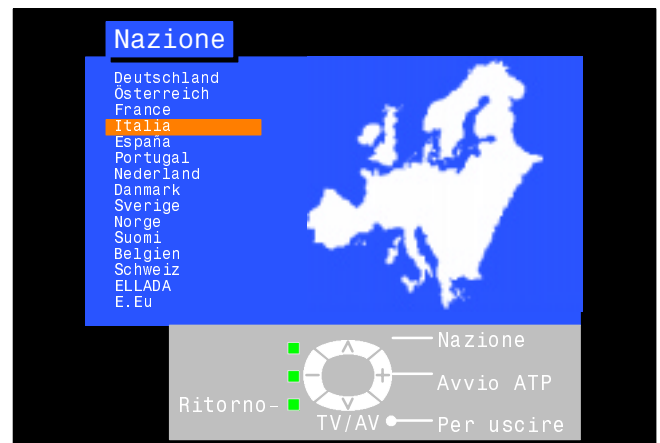 Nazione
Deutschland
Österreich
France
Italia
España
Portugal
Nederland
Danmark
Sverige
Norge
Suomi
Belgien
Schweiz
ELLADA
E.Eu
Nazione
Avvio ATP
Ritorno
TV/AV
Per uscire